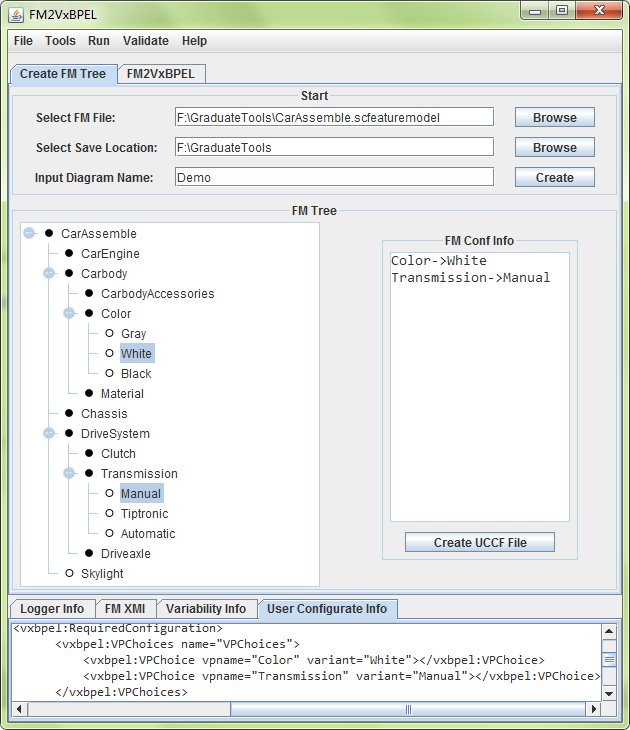 FM2VxBPEL
File Tools Run Validate Help
Create FM Tree FM2VxBPEL
Start
Select FM File: F:\GraduateTools\CarAssemble.scfeaturemodel Browse
Select Save Location: F:\GraduateTools Browse
Input Diagram Name: Demo Create
FM Tree
CarAssemble
CarEngine
Carbody
CarbodyAccessories
Color
Gray
White
Black
Material
Chassis
DriveSystem
Clutch
Transmission
Manual
Tiptronic
Automatic
Driveaxle
Skylight
FM Conf Info
Color->White
Transmission->Manual
Create UCCF File
Logger Info FM XMI Variability Info User Configurate Info
<vxbpel:RequiredConfiguration>
<vxbpel:VPChoices name="VPChoices">
<vxbpel:VPChoice vpname="Color" variant="White"></vxbpel:VPChoice>
<vxbpel:VPChoice vpname="Transmission" variant="Manual"></vxbpel:VPChoice>
</vxbpel:VPChoices>